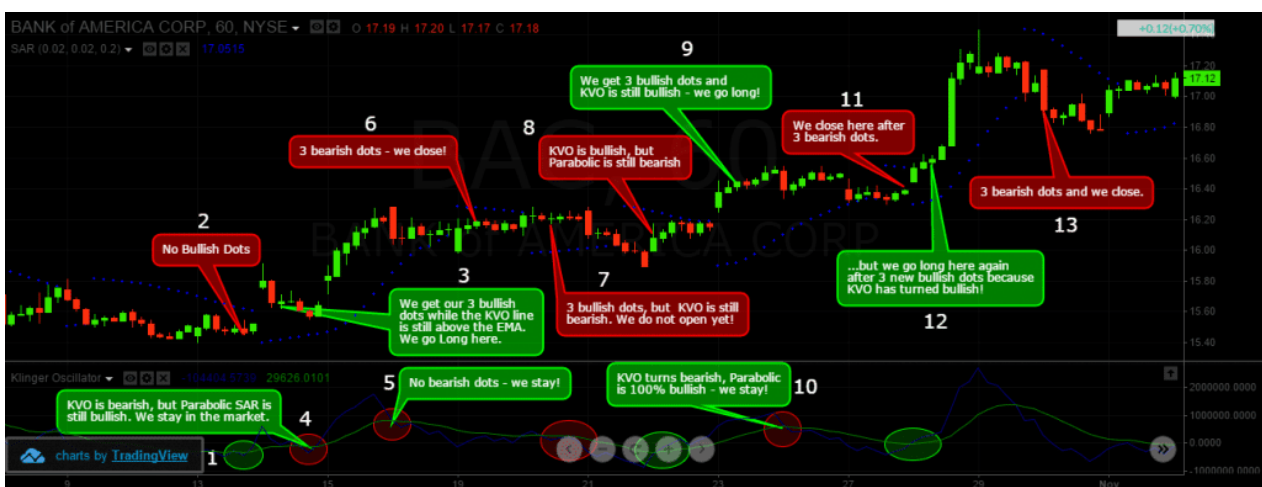 BANK of AMERICA CORP, 60, NYSE O 17.19 H 17.20 L 17.17 C 17.18
+0.12(+0.70%)
SAR (0.02, 0.02, 0.2) 17.0515
9
We get 3 bullish dots and
KVO is still bullish - we go long!
17.20
17.12
17.00
16.80
16.60
16.40
16.20
16.00
15.80
15.60
15.40
11
We close here after
3 bearish dots.
6
3 bearish dots - we close!
8
KVO is bullish, but
Parabolic is still bearish
3 bearish dots and we close.
13
2
No Bullish Dots
BANK of AMERICA CORP
3
We get our 3 bullish
dots while the KVO line
is still above the EMA.
We go Long here.
7
3 bullish dots, but KVO is still
bearish. We do not open yet!
...but we go long here again
after 3 new bullish dots because
KVO has turned bullish!
12
Klinger Oscillator 29626.0101
KVO is bearish, but Parabolic SAR is
still bullish. We stay in the market.
4
5
No bearish dots - we stay!
KVO turns bearish, Parabolic
is 100% bullish - we stay!
10
2000000.0000
1000000.0000
0.0000
-1000000.0000
charts by TradingView
1
9
13
15
19
21
23
27
29
Nov